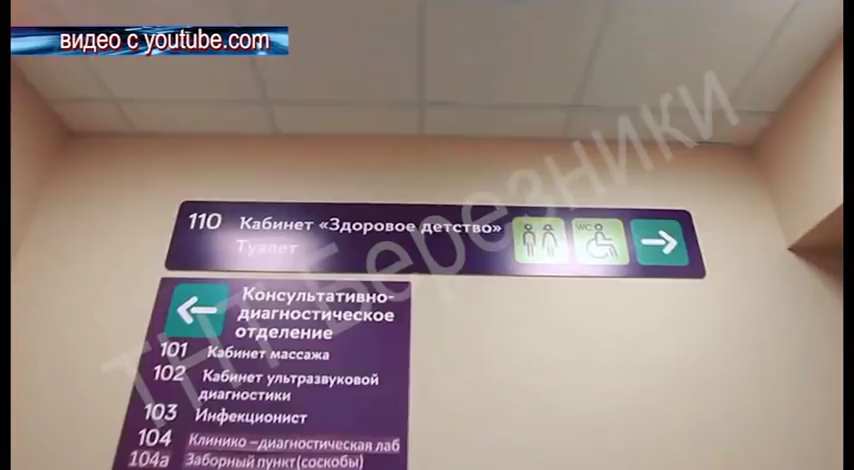 видео с youtube.com
ТНТ-Березники
110 Кабинет «Здоровое детство»
Туалет
WC
Консультативно-
диагностическое
отделение
101 Кабинет массажа
102 Кабинет ультразвуковой
диагностики
103 Инфекционист
104 Клинико –диагностическая лаб
104а Заборный пункт(соскобы)